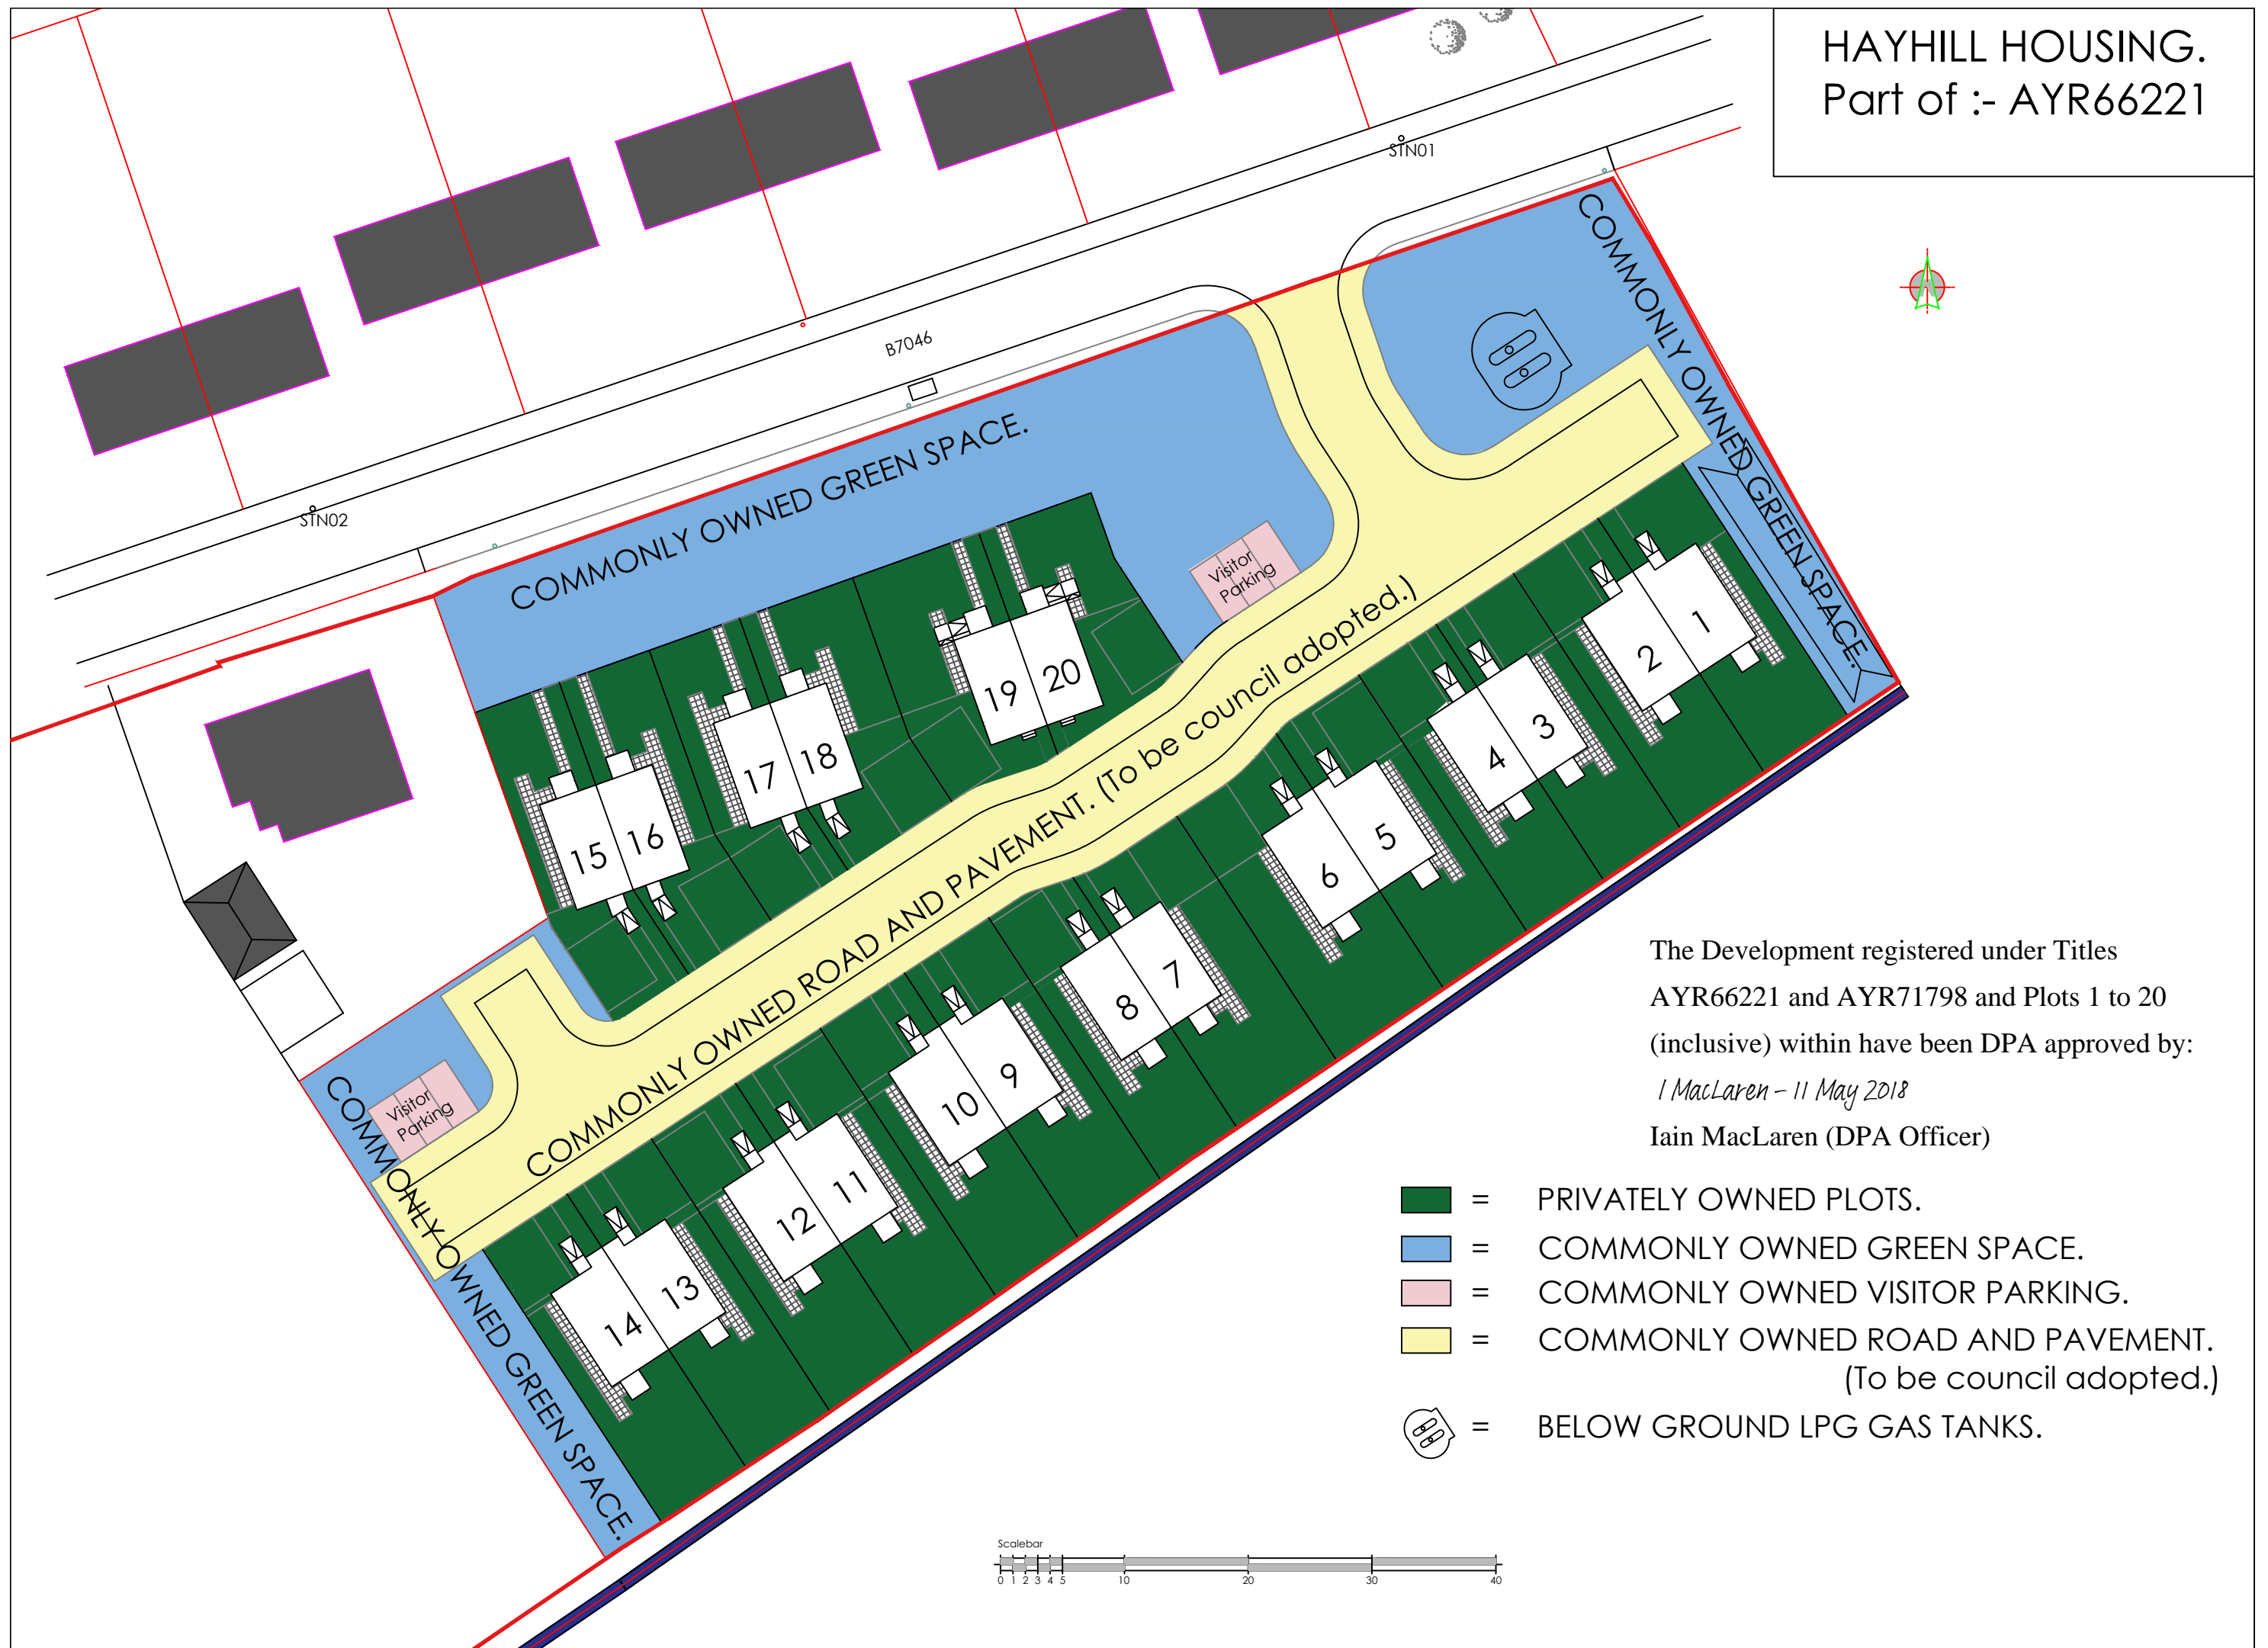 HAYHILL HOUSING.
Part of :- AYR66221
STN01
B7046
STN02
COMMONLY OWNED GREEN SPACE.
COMMONLY OWNED GREEN SPACE.
Visitor
Parking
COMMONLY OWNED ROAD AND PAVEMENT. (To be council adopted.)
1
2
3
4
5
6
7
8
9
10
11
12
13
14
15
16
17
18
19
20
Visitor
Parking
COMMONLY OWNED GREEN SPACE.
The Development registered under Titles
AYR66221 and AYR71798 and Plots 1 to 20
(inclusive) within have been DPA approved by:
I MacLaren – 11 May 2018
Iain MacLaren (DPA Officer)
= PRIVATELY OWNED PLOTS.
= COMMONLY OWNED GREEN SPACE.
= COMMONLY OWNED VISITOR PARKING.
= COMMONLY OWNED ROAD AND PAVEMENT.
(To be council adopted.)
= BELOW GROUND LPG GAS TANKS.
Scalebar
0 1 2 3 4 5 10 20 30 40